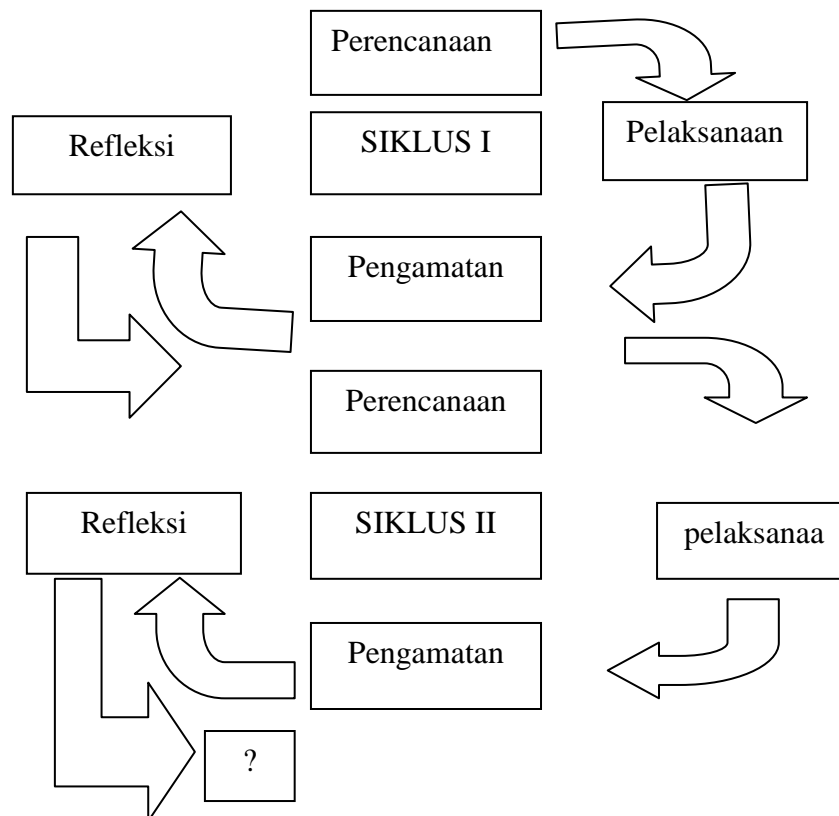 Perencanaan
Refleksi
SIKLUS I
Pelaksanaan
Pengamatan
Perencanaan
Refleksi
SIKLUS II
pelaksanaa
Pengamatan
?